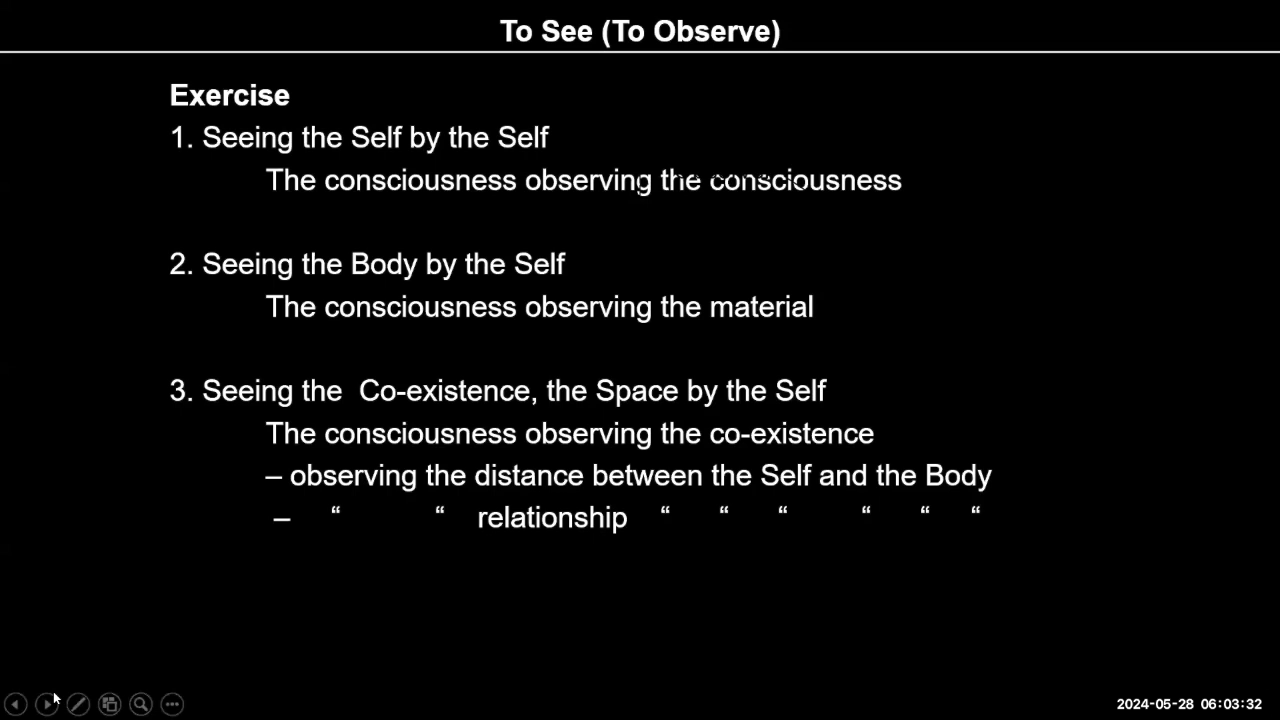 To See (To Observe)
Exercise
1. Seeing the Self by the Self
The consciousness observing the consciousness
2. Seeing the Body by the Self
The consciousness observing the material
3. Seeing the  Co-existence, the Space by the Self
The consciousness observing the co-existence
– observing the distance between the Self and the Body
– “ “ relationship “ “ “ “ “ “
2024-05-28 06:03:32